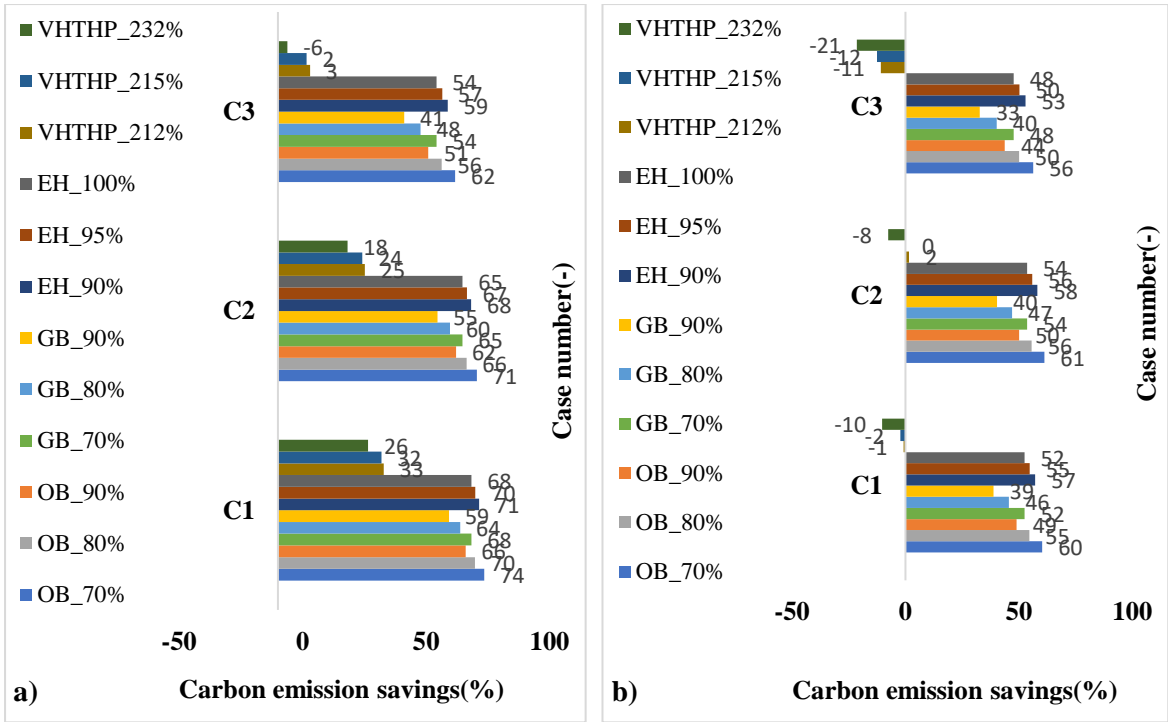 VHTHP_232%
VHTHP_215%
VHTHP_212%
EH_100%
EH_95%
EH_90%
GB_90%
GB_80%
GB_70%
OB_90%
OB_80%
OB_70%
C3
-6
2
3
54
57
59
41
48
54
51
56
62
C2
18
24
25
65
67
68
55
60
65
62
66
71
C1
26
32
33
68
70
71
59
64
68
66
70
74
Case number(-)
-50 0 50 100
a) Carbon emission savings(%)
VHTHP_232%
VHTHP_215%
VHTHP_212%
EH_100%
EH_95%
EH_90%
GB_90%
GB_80%
GB_70%
OB_90%
OB_80%
OB_70%
C3
-21
-12
-11
48
50
53
33
40
48
44
50
56
C2
-8
0
2
54
56
58
40
47
54
50
56
61
C1
-10
-2
-1
52
55
57
39
46
52
49
55
60
Case number(-)
-50 0 50 100
b) Carbon emission savings(%)